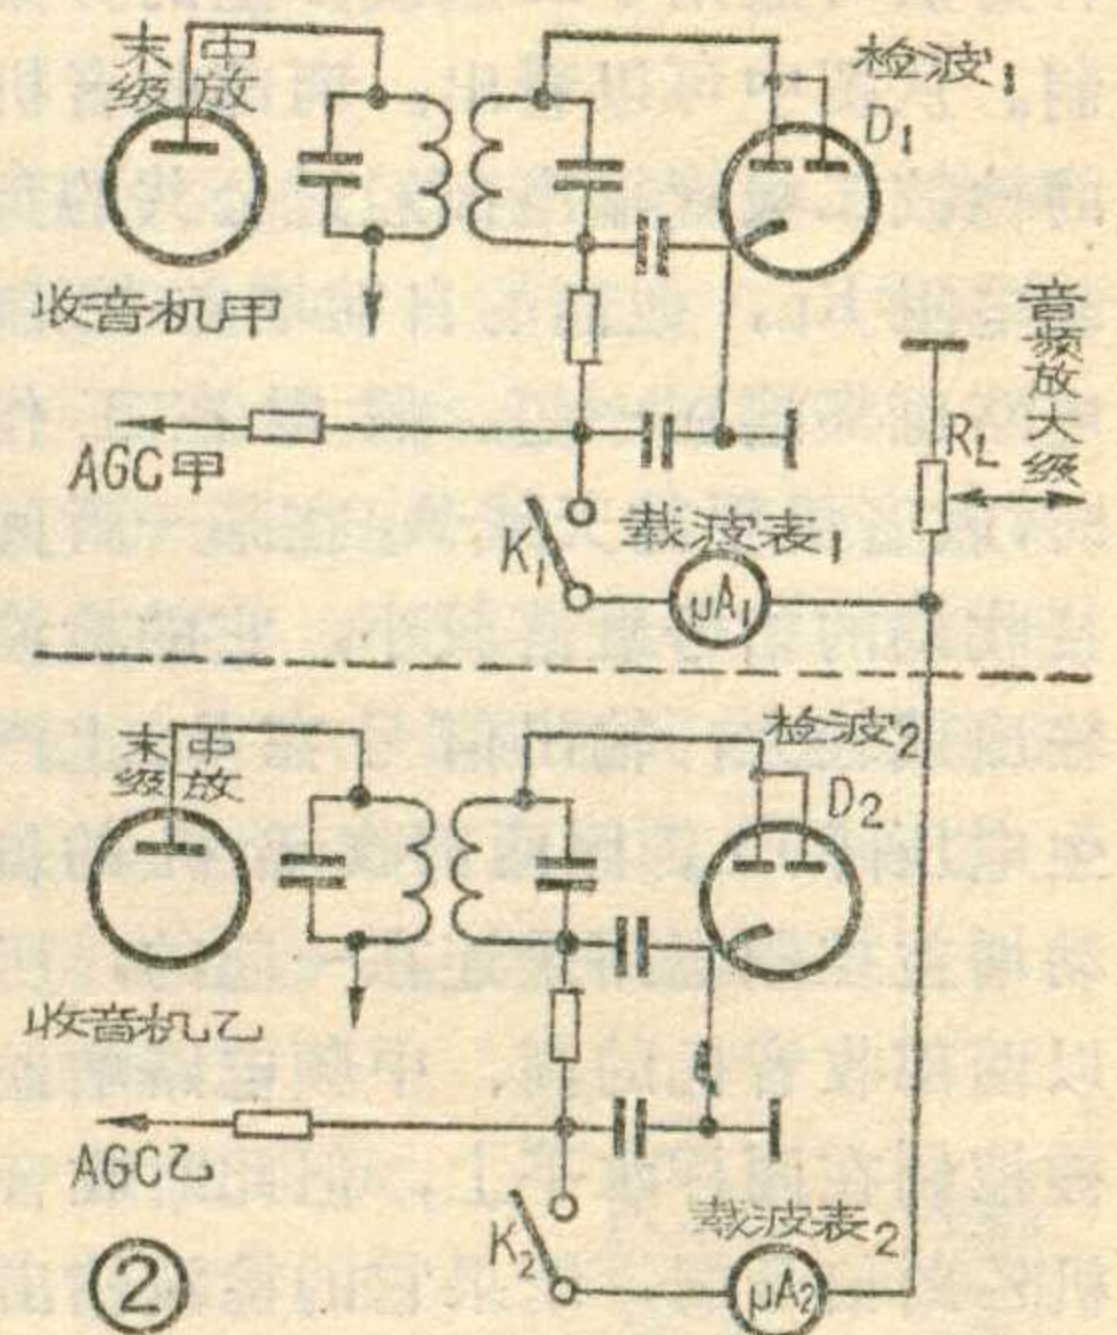 末 中
级 放
检波1
D1
收音机甲
音频放大级
RL
AGC甲
载波表1
K1
μA1
末 中
级 放
检波2
D2
收音机乙
AGC乙
载波表2
K2
μA2
②